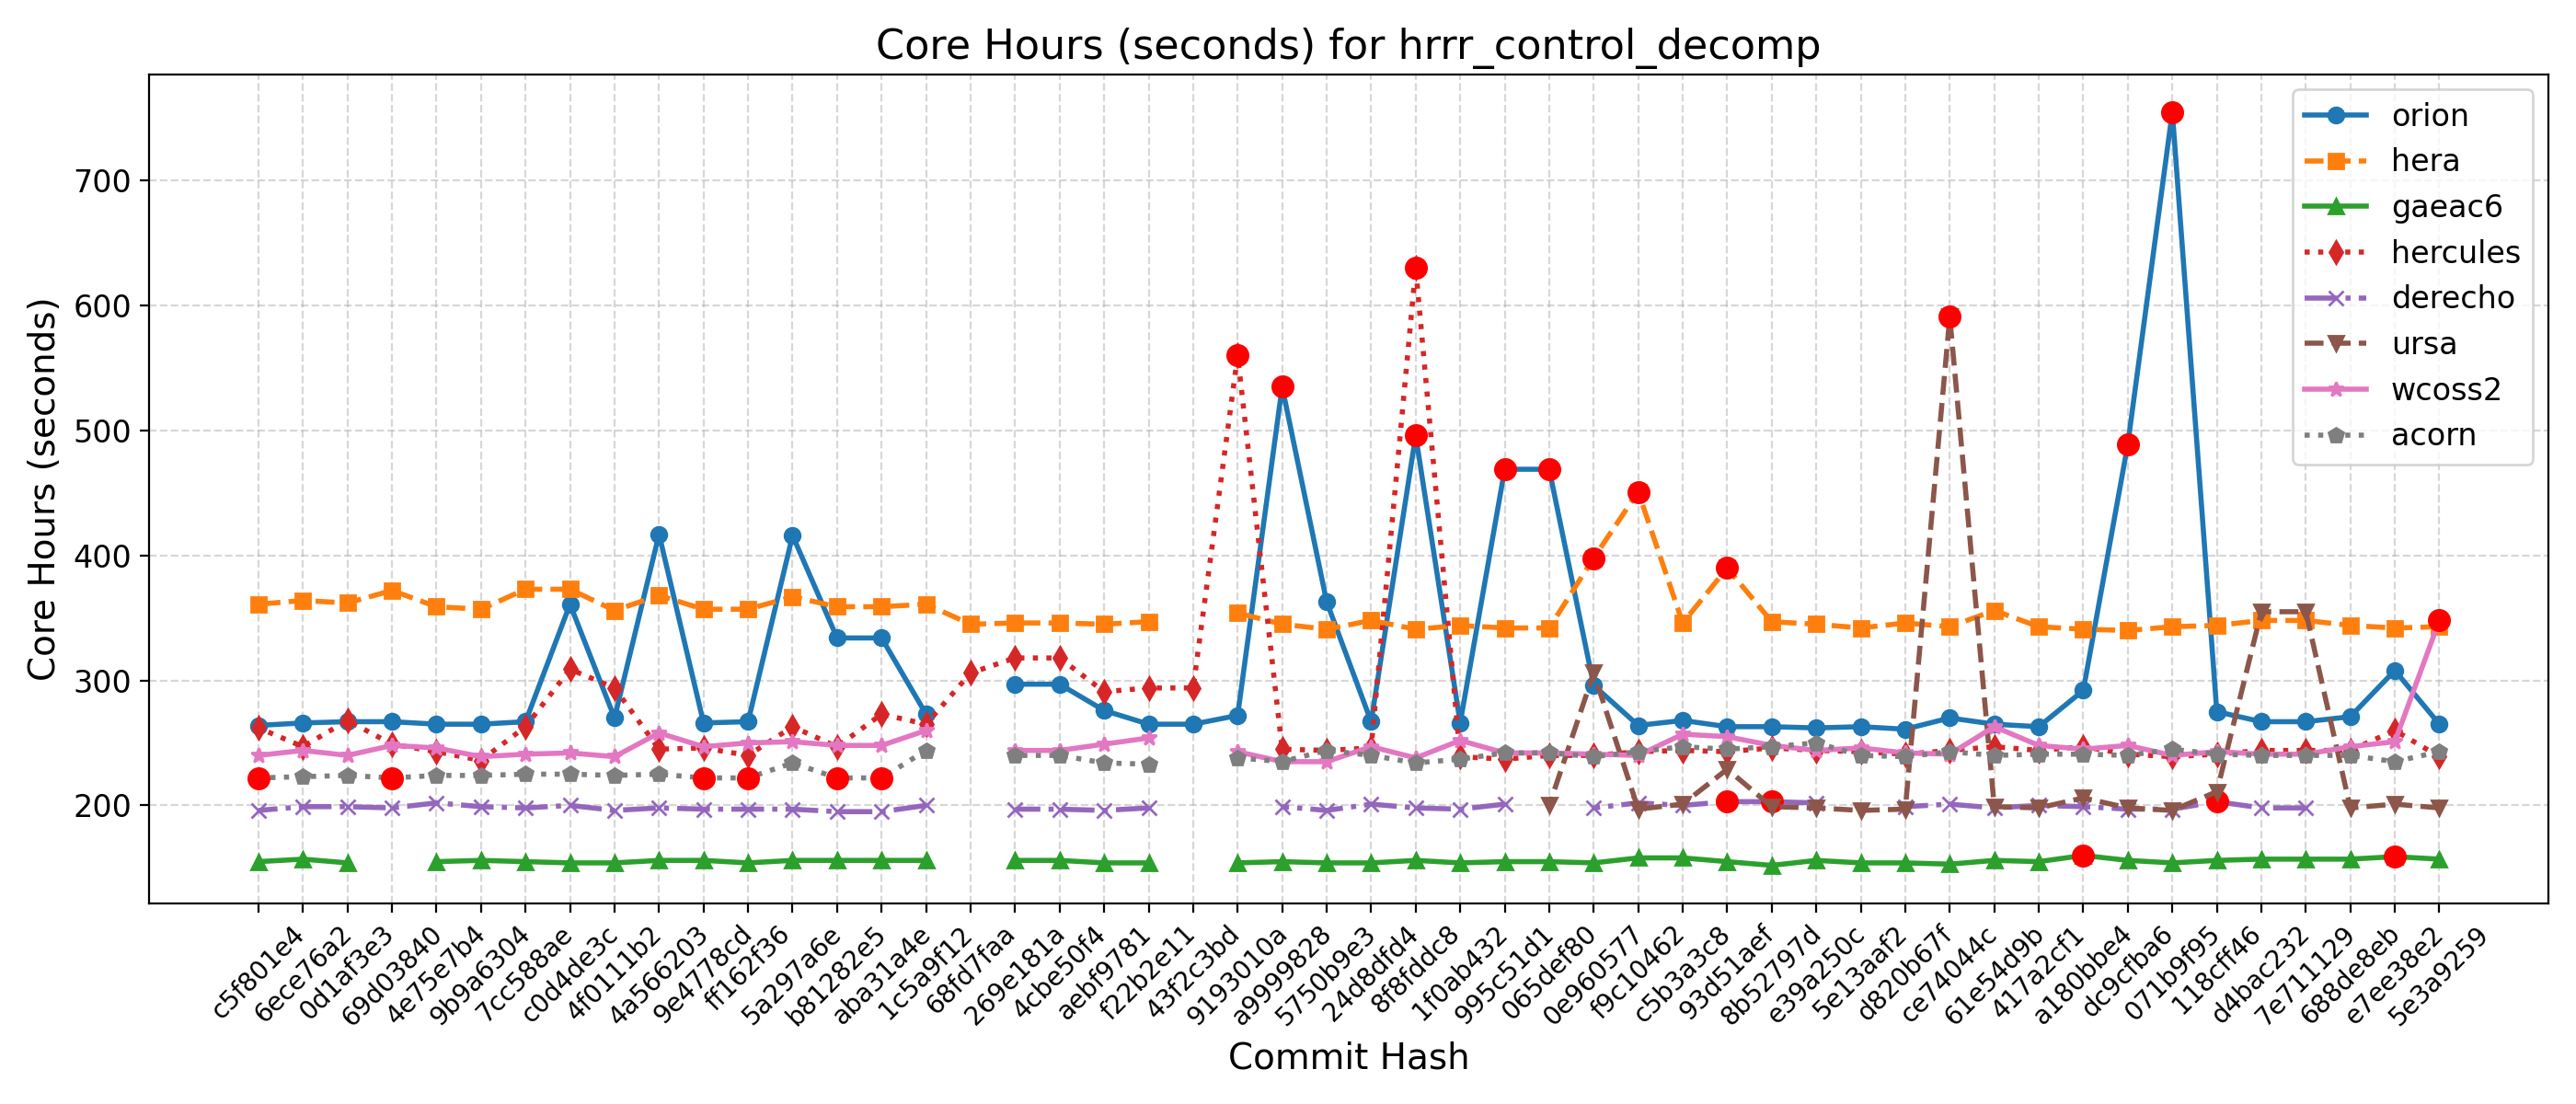 Core Hours (seconds) for hrrr_control_decomp
Core Hours (seconds)
700
600
500
400
300
200
orion
hera
gaeac6
hercules
derecho
ursa
wcoss2
acorn
c5f801e4
6ece76a2
0d1af3e3
69d03840
4e75e7b4
9b9a6304
7cc588ae
c0d4de3c
4f0111b2
4a566203
9e4778cd
ff162f36
5a297a6e
b81282e5
aba31a4e
1c5a9f12
68fd7faa
269e181a
4cbe50f4
aebf9781
f22b2e11
43f2c3bd
9193010a
a9999828
5750b9e3
24d8dfd4
8f8fddc8
1f0ab432
995c51d1
065def80
0e960577
f9c10462
c5b3a3c8
93d51aef
8b52797d
e39a250c
5e13aaf2
d820b67f
ce74044c
61e54d9b
417a2cf1
a180bbe4
dc9cfba6
071b9f95
118cff46
d4bac232
7e711129
688de8eb
e7ee38e2
5e3a9259
Commit Hash